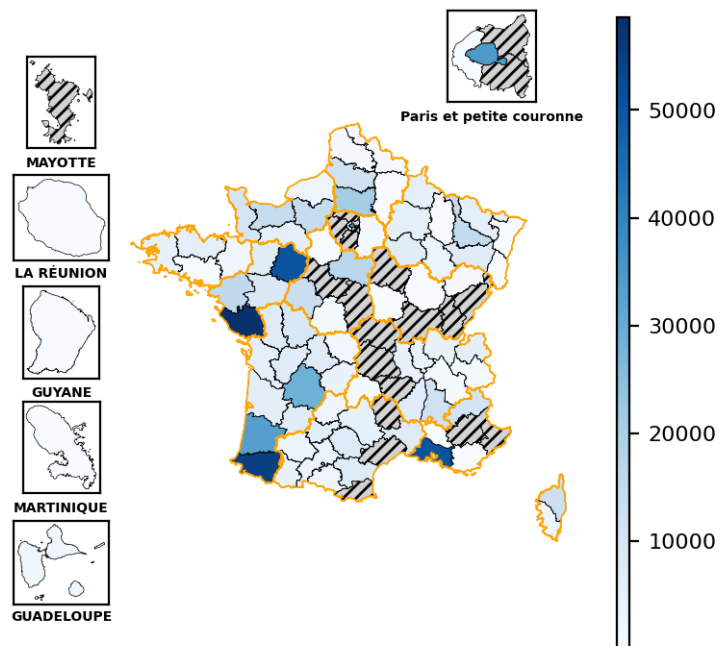 Paris et petite couronne
MAYOTTE
LA RÉUNION
GUYANE
MARTINIQUE
GUADELOUPE
50000
40000
30000
20000
10000